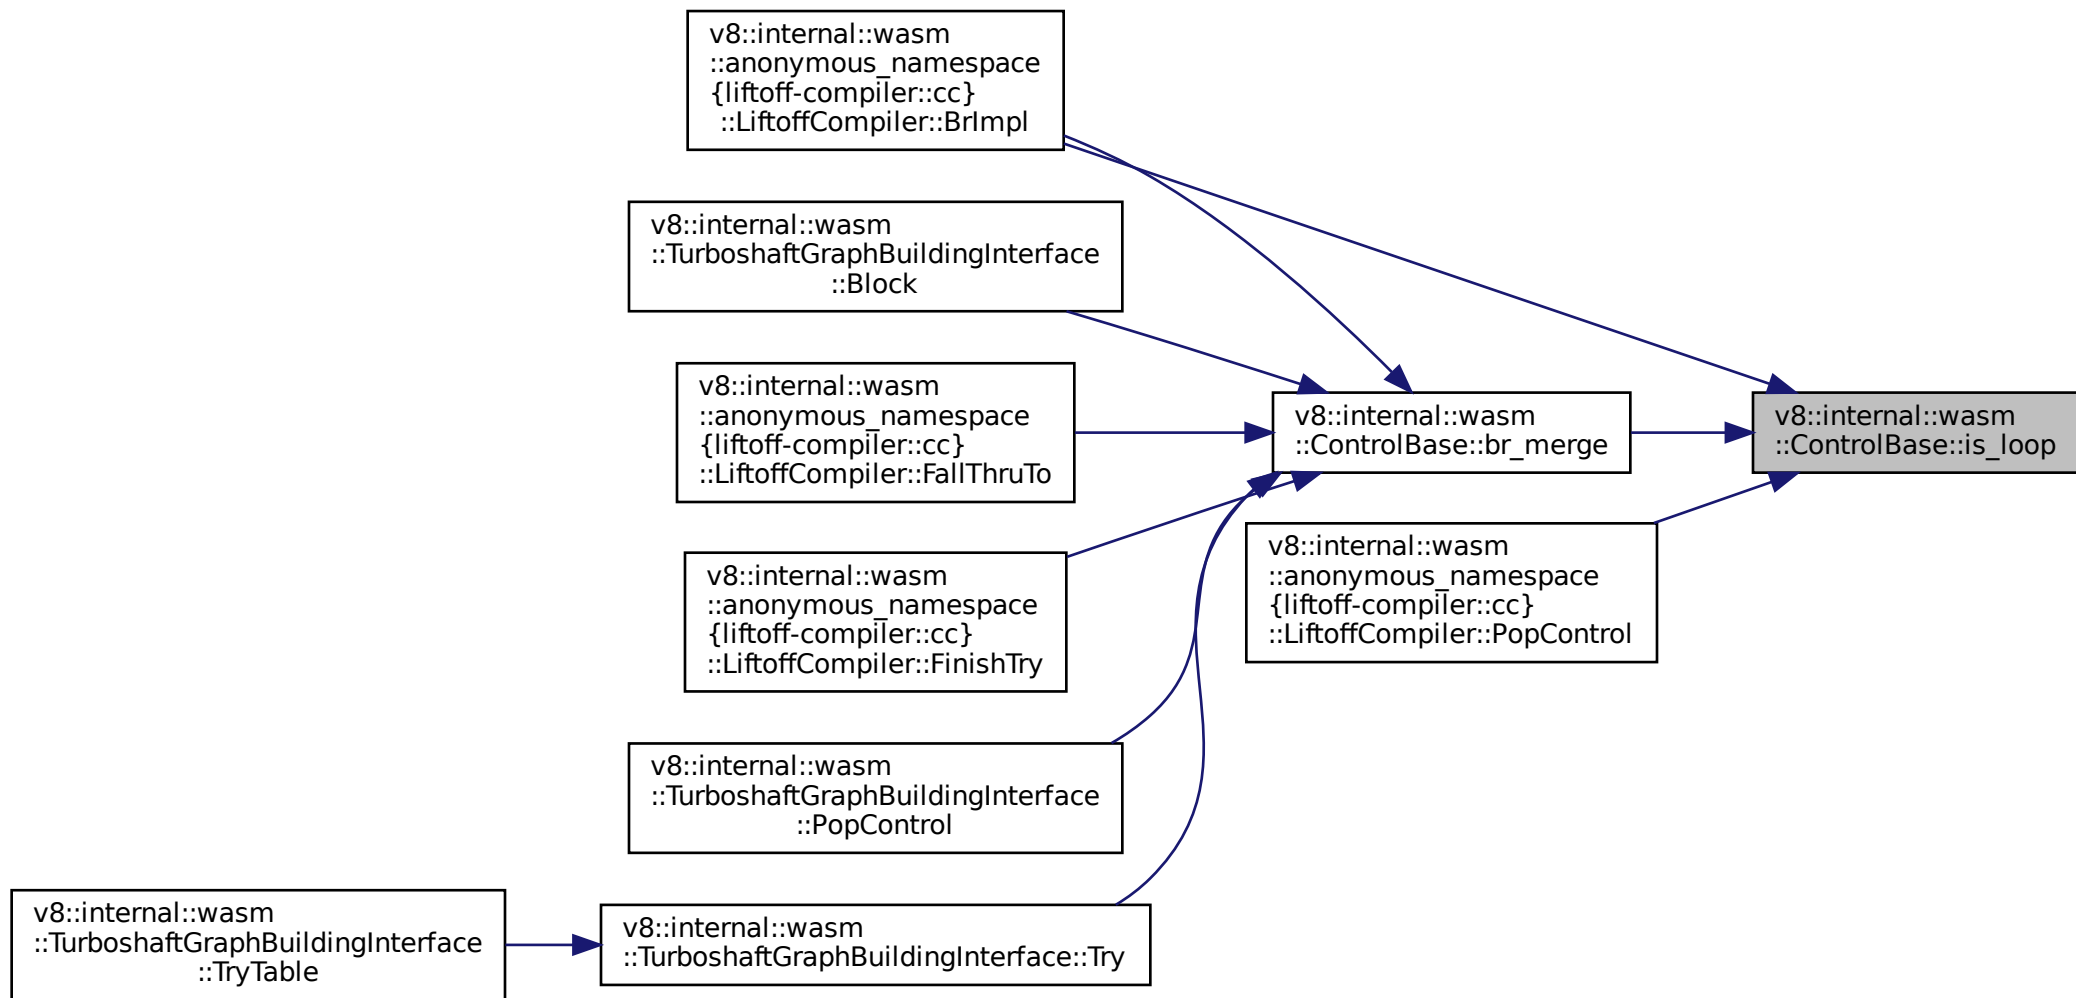 v8::internal::wasm
::anonymous_namespace
{liftoff-compiler::cc}
::LiftoffCompiler::BrImpl
v8::internal::wasm
::TurboshaftGraphBuildingInterface
::Block
v8::internal::wasm
::anonymous_namespace
{liftoff-compiler::cc}
::LiftoffCompiler::FallThruTo
v8::internal::wasm
::ControlBase::br_merge
v8::internal::wasm
::ControlBase::is_loop
v8::internal::wasm
::anonymous_namespace
{liftoff-compiler::cc}
::LiftoffCompiler::FinishTry
v8::internal::wasm
::anonymous_namespace
{liftoff-compiler::cc}
::LiftoffCompiler::PopControl
v8::internal::wasm
::TurboshaftGraphBuildingInterface
::PopControl
v8::internal::wasm
::TurboshaftGraphBuildingInterface
::TryTable
v8::internal::wasm
::TurboshaftGraphBuildingInterface::Try